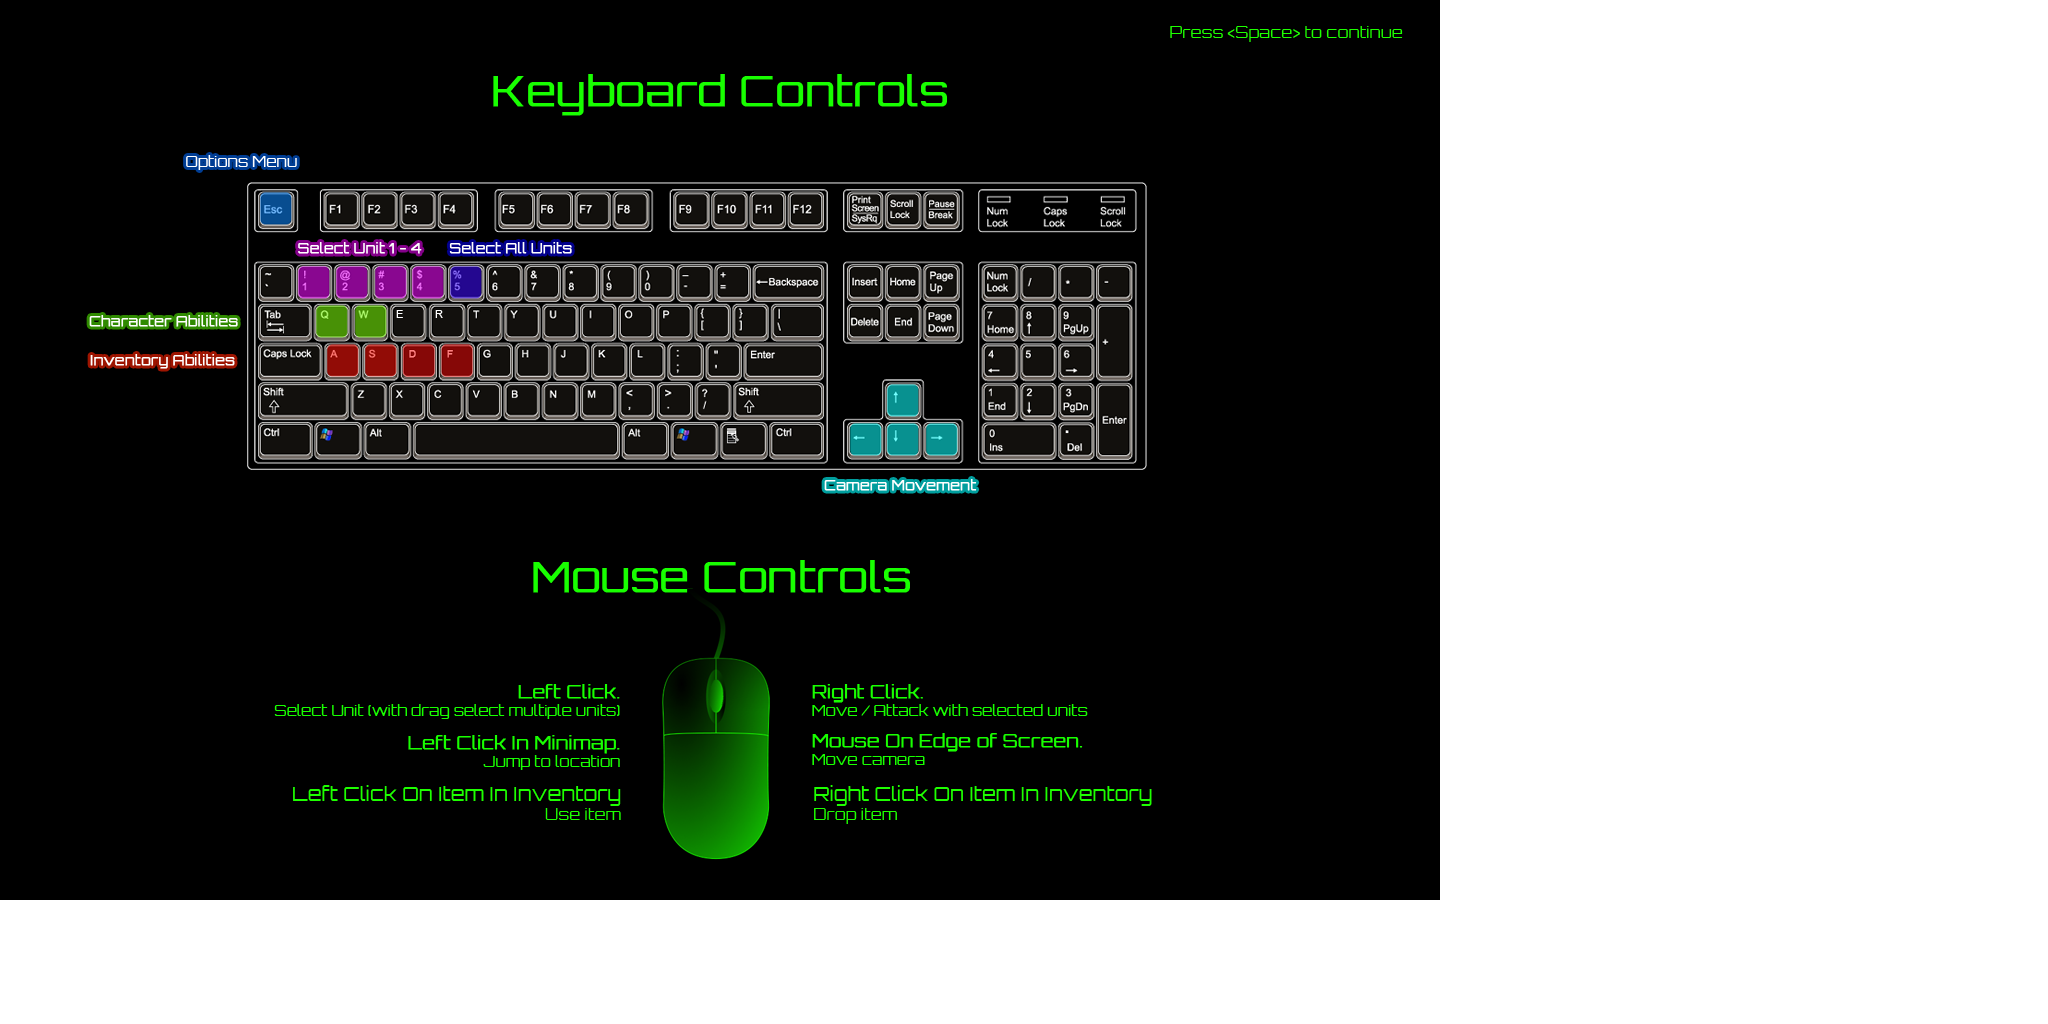 Press <Space> to continue
Keyboard Controls
Options Menu
Esc F1 F2 F3 F4 F5 F6 F7 F8 F9 F10 F11 F12 Print Screen SysRq Scroll Lock Pause Break Num Lock Caps Lock Scroll Lock
Select Unit 1 - 4 Select All Units
~ ` ! 1 @ 2 # 3 $ 4 % 5 ^ 6 & 7 * 8 ( 9 ) 0 – - + = ←Backspace Insert Home Page Up Num Lock / * -
Character Abilities
Tab Q W E R T Y U I O P { [ } ] | \ Delete End Page Down 7 Home 8 ↑ 9 PgUp +
Inventory Abilities
Caps Lock A S D F G H J K L : ; " ' Enter 4 ← 5 6 →
Shift Z X C V B N M < , > . ? / Shift ↑ 1 End 2 ↓ 3 PgDn Enter
Ctrl Alt Alt Ctrl ← ↓ → 0 Ins • Del
Camera Movement
Mouse Controls
Left Click.
Select Unit (with drag select multiple units)
Left Click In Minimap.
Jump to location
Left Click On Item In Inventory
Use item
Right Click.
Move / Attack with selected units
Mouse On Edge of Screen.
Move camera
Right Click On Item In Inventory
Drop item